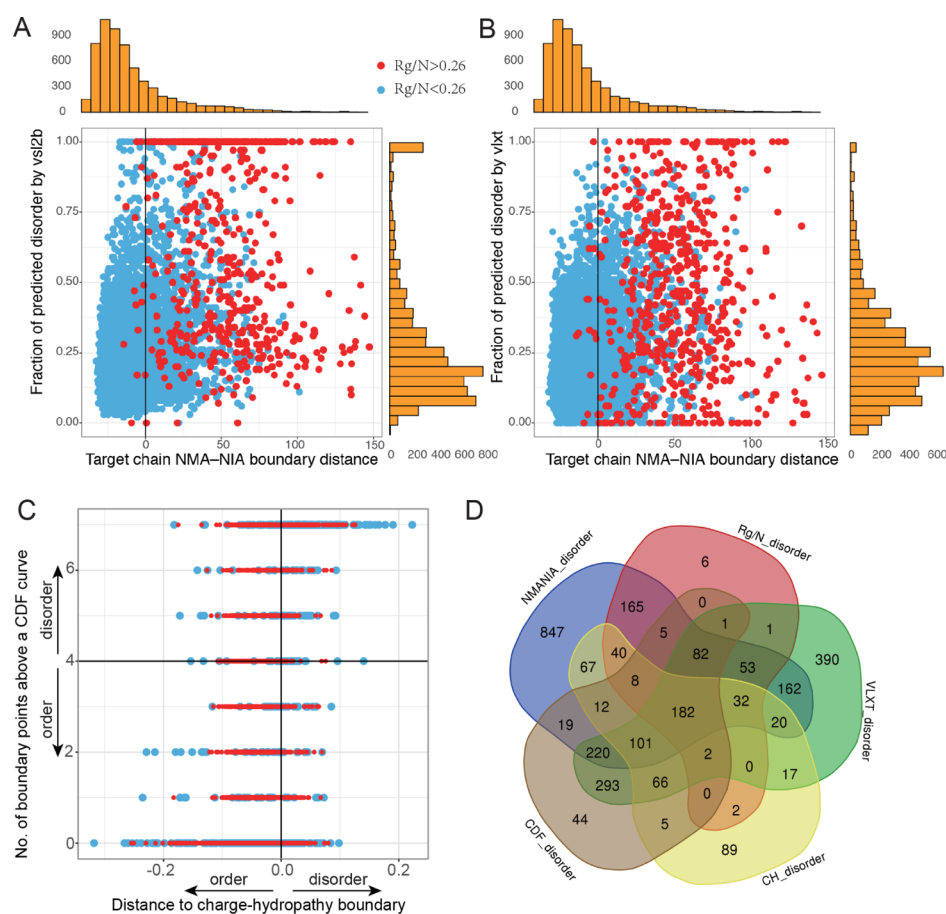 A
900
600
300
0
Rg/N>0.26
Rg/N<0.26
Fraction of predicted disorder by vsl2b
1.00
0.75
0.50
0.25
0.00
0 50 100 150
Target chain NMA–NIA boundary distance
0 200 400 600 800
B
900
600
300
0
Fraction of predicted disorder by vlxt
1.00
0.75
0.50
0.25
0.00
0 50 100 150
Target chain NMA–NIA boundary distance
0 200 400 600
C
No. of boundary points above a CDF curve
disorder
order
6
4
2
0
-0.2 0.0 0.2
order disorder
Distance to charge-hydropathy boundary
D
NMANIA_disorder
Rg/N_disorder
VLXT_disorder
CH_disorder
CDF_disorder
6
0
165
5
1
1
847
390
40
82
67
53
8
162
182
32
12
20
19
101
220
2
0
17
293
66
0
2
44
5
89